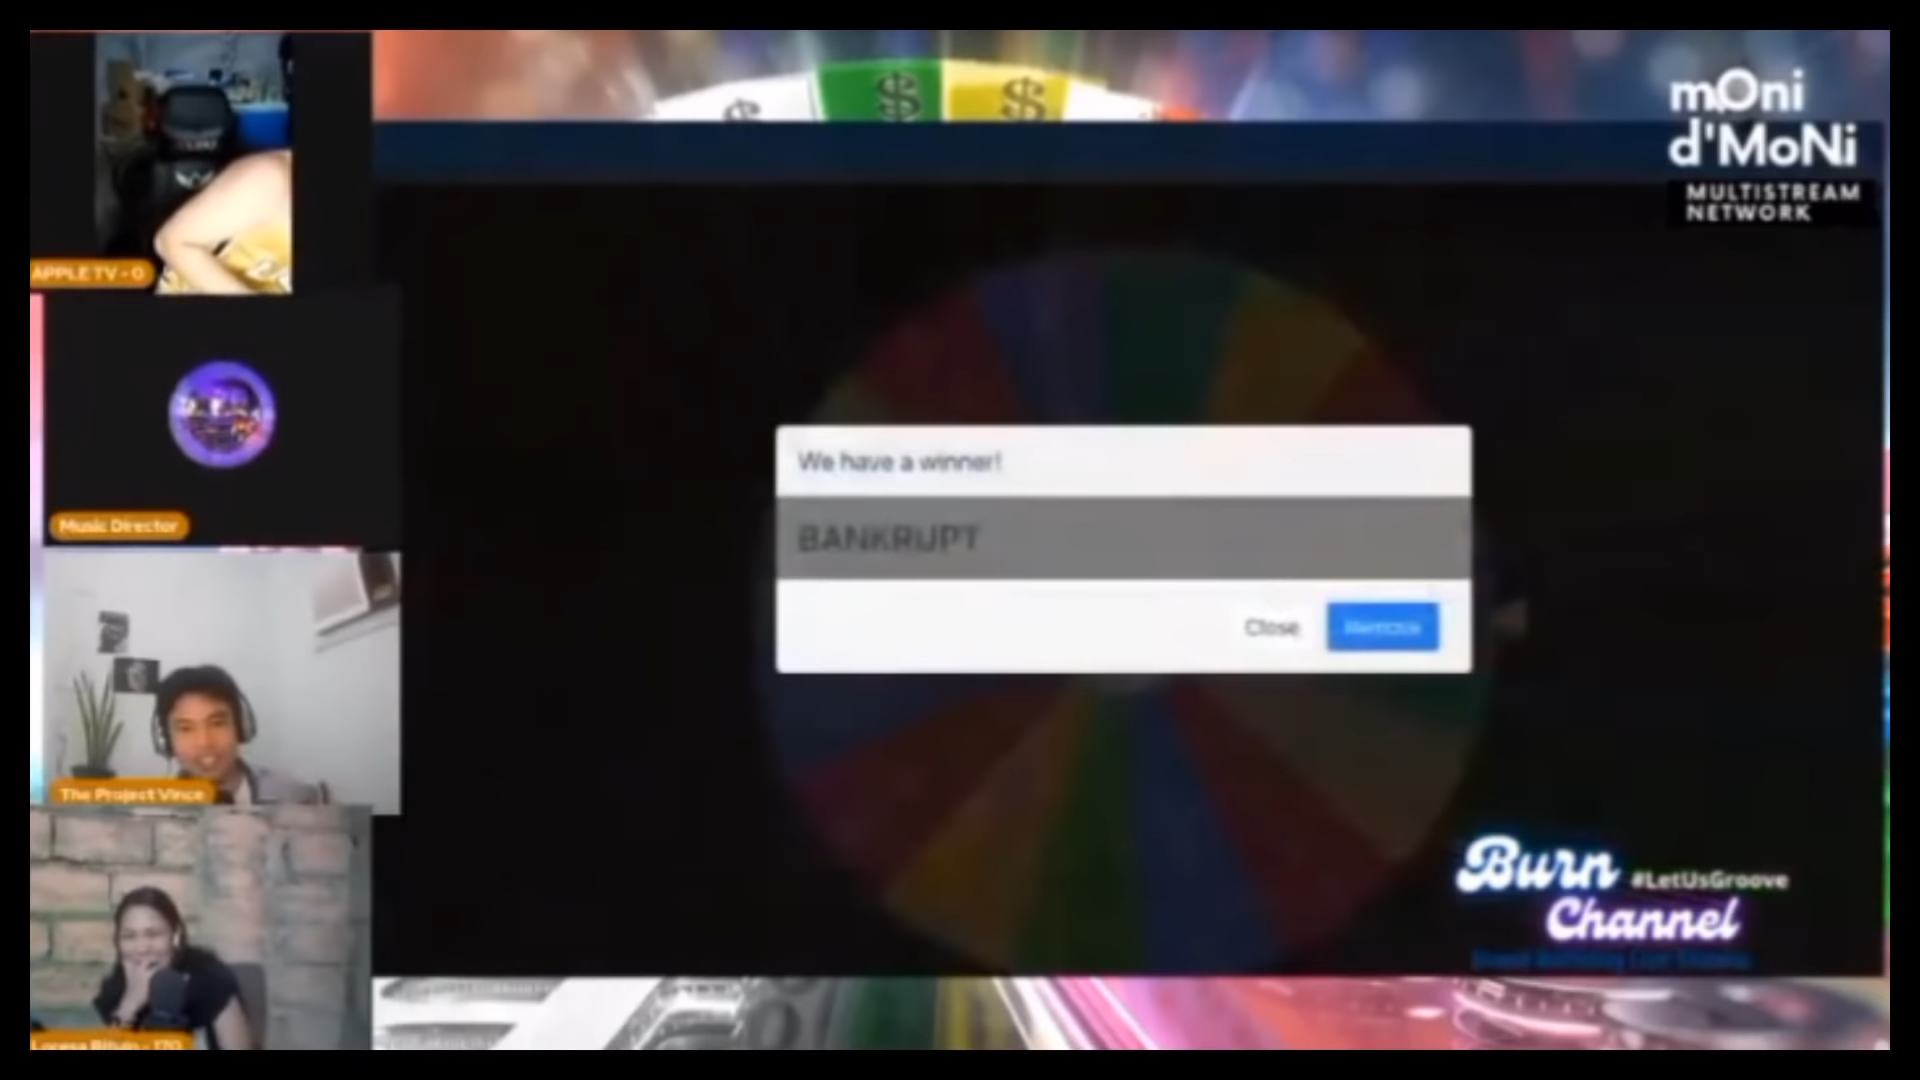 mOni
d'MoNi
MULTISTREAM
NETWORK
APPLE TV - 0
Music Director
We have a winner!
BANKRUPT
Close
The Project Vince
Burn
#LetUsGroove
Channel